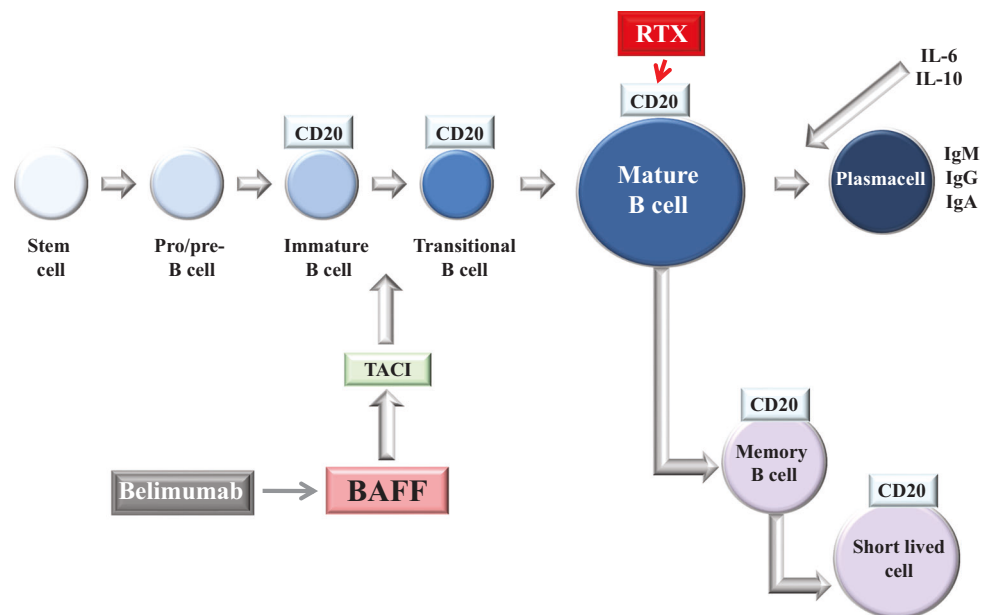 RTX
IL-6
IL-10
CD20
CD20
CD20
Mature
B cell
Plasmacell
IgM
IgG
IgA
Stem
cell
Pro/pre-
B cell
Immature
B cell
Transitional
B cell
TACI
CD20
Memory
B cell
Belimumab
BAFF
CD20
Short lived
cell